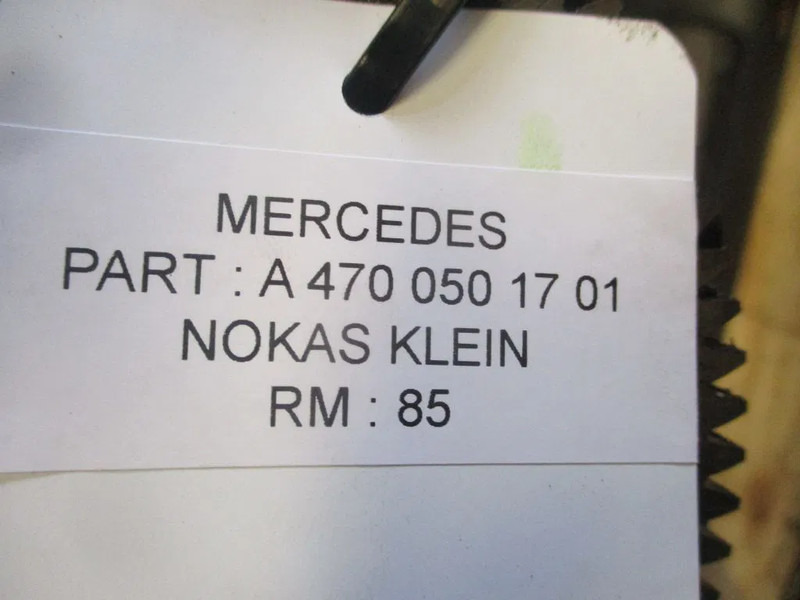 MERCEDES
PART : A 470 050 17 01
NOKAS KLEIN
RM : 85